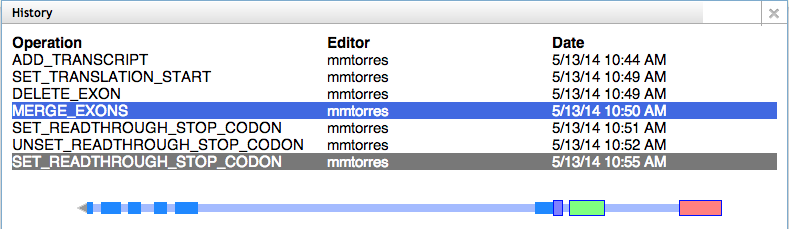 History
Operation Editor Date
ADD_TRANSCRIPT mmtorres 5/13/14 10:44 AM
SET_TRANSLATION_START mmtorres 5/13/14 10:49 AM
DELETE_EXON mmtorres 5/13/14 10:49 AM
MERGE_EXONS mmtorres 5/13/14 10:50 AM
SET_READTHROUGH_STOP_CODON mmtorres 5/13/14 10:51 AM
UNSET_READTHROUGH_STOP_CODON mmtorres 5/13/14 10:52 AM
SET_READTHROUGH_STOP_CODON mmtorres 5/13/14 10:55 AM